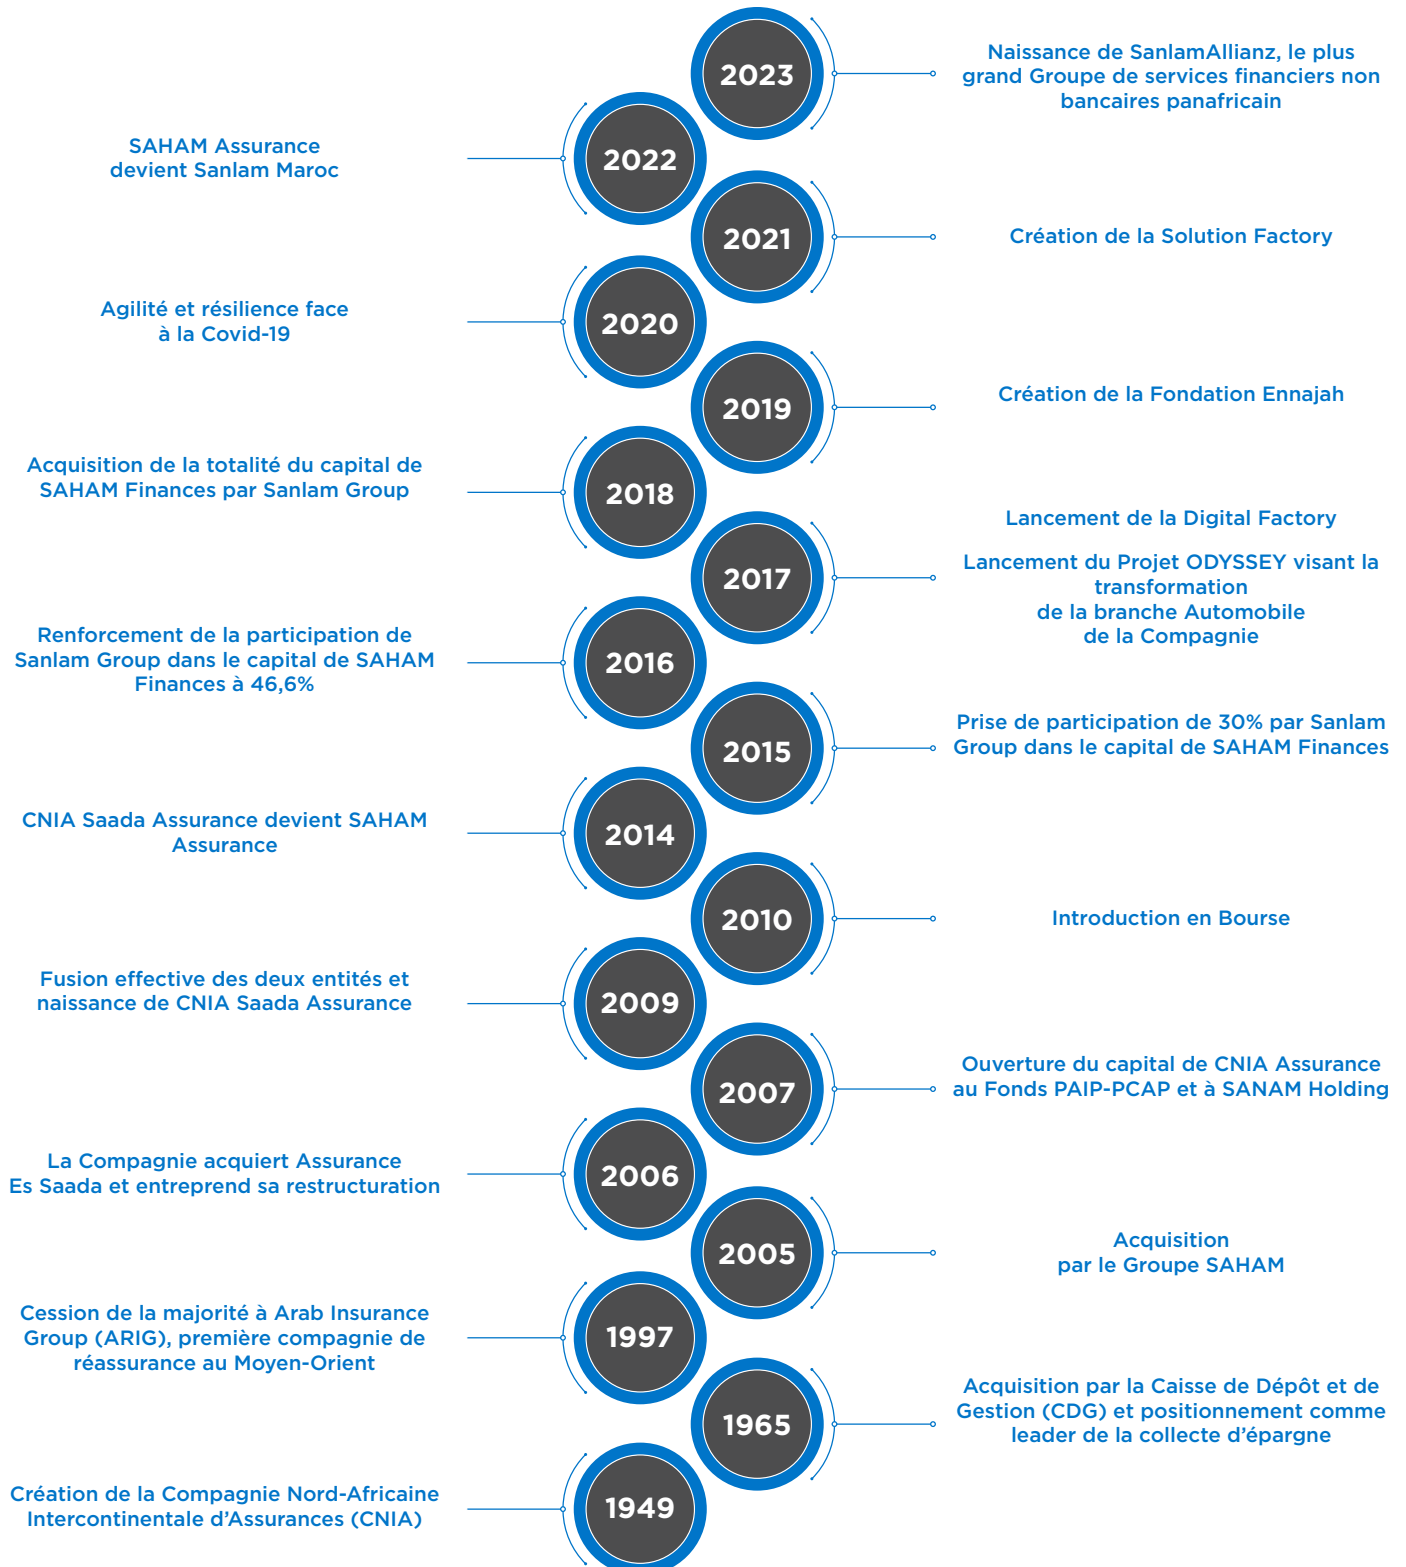 2023
Naissance de SanlamAllianz, le plus
grand Groupe de services financiers non
bancaires panafricain
SAHAM Assurance
devient Sanlam Maroc
2022
2021
Création de la Solution Factory
Agilité et résilience face
à la Covid-19
2020
2019
Création de la Fondation Ennajah
Acquisition de la totalité du capital de
SAHAM Finances par Sanlam Group
2018
Lancement de la Digital Factory
2017
Lancement du Projet ODYSSEY visant la
transformation
de la branche Automobile
de la Compagnie
Renforcement de la participation de
Sanlam Group dans le capital de SAHAM
Finances à 46,6%
2016
2015
Prise de participation de 30% par Sanlam
Group dans le capital de SAHAM Finances
CNIA Saada Assurance devient SAHAM
Assurance
2014
2010
Introduction en Bourse
Fusion effective des deux entités et
naissance de CNIA Saada Assurance
2009
2007
Ouverture du capital de CNIA Assurance
au Fonds PAIP-PCAP et à SANAM Holding
La Compagnie acquiert Assurance
Es Saada et entreprend sa restructuration
2006
2005
Acquisition
par le Groupe SAHAM
Cession de la majorité à Arab Insurance
Group (ARIG), première compagnie de
réassurance au Moyen-Orient
1997
1965
Acquisition par la Caisse de Dépôt et de
Gestion (CDG) et positionnement comme
leader de la collecte d’épargne
Création de la Compagnie Nord-Africaine
Intercontinentale d’Assurances (CNIA)
1949